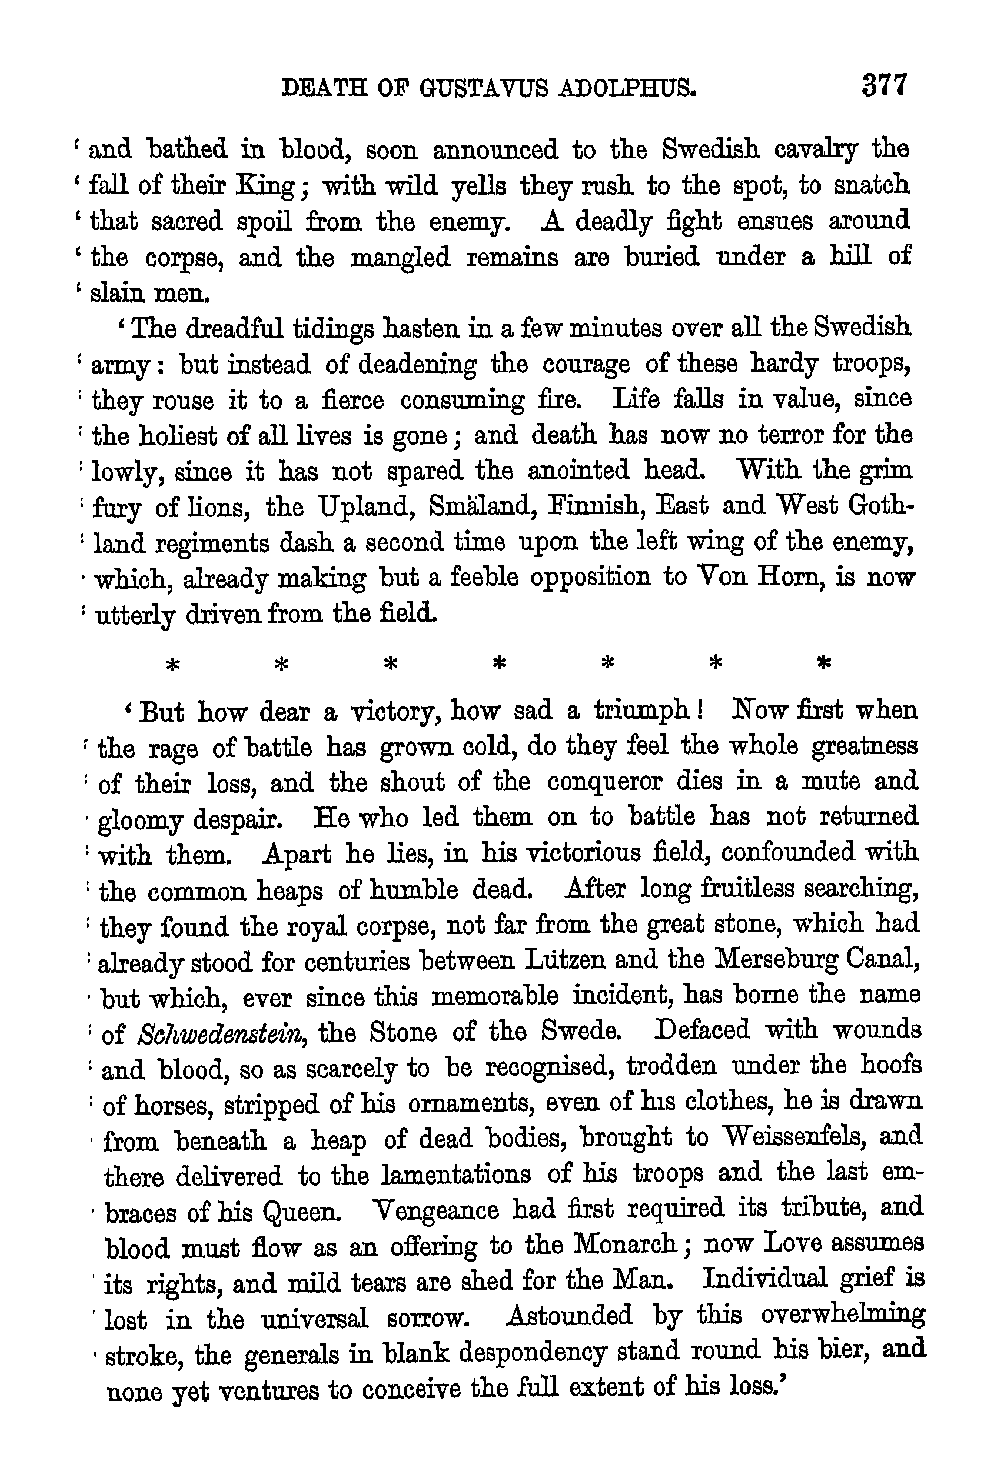 DEATH OF GUSTAVUS ADOLPHUS. 377
‘ and bathed in blood, soon announced to the Swedish cavalry the
‘ fall of their King; with wild yells they rush to the spot, to snatch
‘ that sacred spoil from the enemy. A deadly fight ensues around
‘ the corpse, and the mangled remains are buried under a hill of
‘ slain men.
‘ The dreadful tidings hasten in a few minutes over all the Swedish
‘ army: but instead of deadening the courage of these hardy troops,
‘ they rouse it to a fierce consuming fire. Life falls in value, since
‘ the holiest of all lives is gone; and death has now no terror for the
‘ lowly, since it has not spared the anointed head. With the grim
‘ fury of lions, the Upland, Smäland, Finnish, East and West Goth-
‘ land regiments dash a second time upon the left wing of the enemy,
‘ which, already making but a feeble opposition to Von Horn, is now
‘ utterly driven from the field.
* * * * * * *
‘ But how dear a victory, how sad a triumph! Now first when
‘ the rage of battle has grown cold, do they feel the whole greatness
‘ of their loss, and the shout of the conqueror dies in a mute and
‘ gloomy despair. He who led them on to battle has not returned
‘ with them. Apart he lies, in his victorious field, confounded with
‘ the common heaps of humble dead. After long fruitless searching,
‘ they found the royal corpse, not far from the great stone, which had
‘ already stood for centuries between Lützen and the Merseburg Canal,
‘ but which, ever since this memorable incident, has borne the name
‘ of Schwedenstein, the Stone of the Swede. Defaced with wounds
‘ and blood, so as scarcely to be recognised, trodden under the hoofs
‘ of horses, stripped of his ornaments, even of his clothes, he is drawn
‘ from beneath a heap of dead bodies, brought to Weissenfels, and
there delivered to the lamentations of his troops and the last em-
‘ braces of his Queen. Vengeance had first required its tribute, and
blood must flow as an offering to the Monarch; now Love assumes
‘ its rights, and mild tears are shed for the Man. Individual grief is
‘ lost in the universal sorrow. Astounded by this overwhelming
‘ stroke, the generals in blank despondency stand round his bier, and
none yet ventures to conceive the full extent of his loss.’